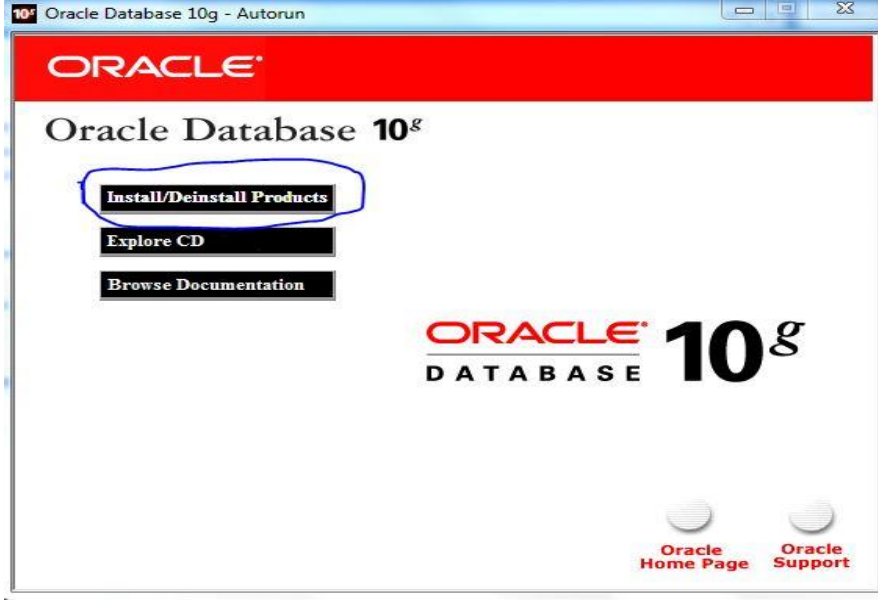 10g Oracle Database 10g - Autorun
ORACLE
Oracle Database 10g
Install/Deinstall Products
Explore CD
Browse Documentation
ORACLE 10g
DATABASE
Oracle Home Page
Oracle Support